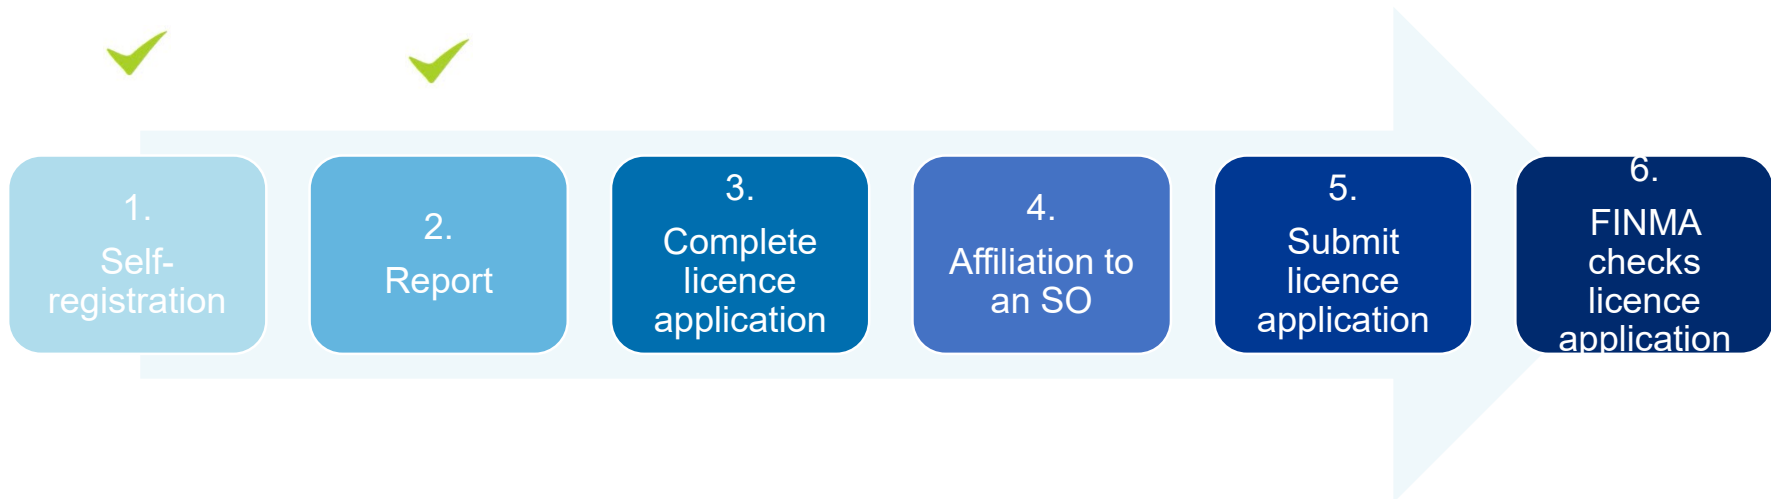 1.
Self-
registration
2.
Report
3.
Complete
licence
application
4.
Affiliation to
an SO
5.
Submit
licence
application
6.
FINMA
checks
licence
application